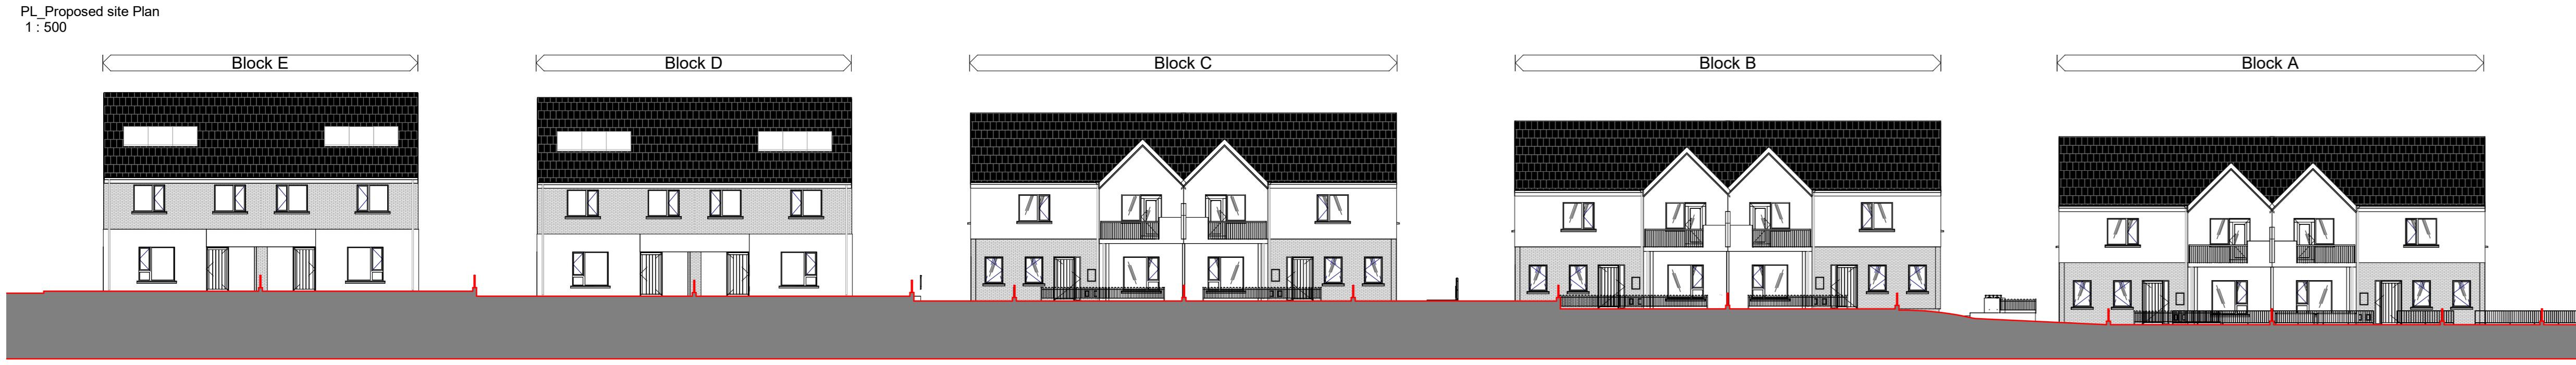 PL_Proposed site Plan
1 : 500
Block E
Block D
Block C
Block B
Block A